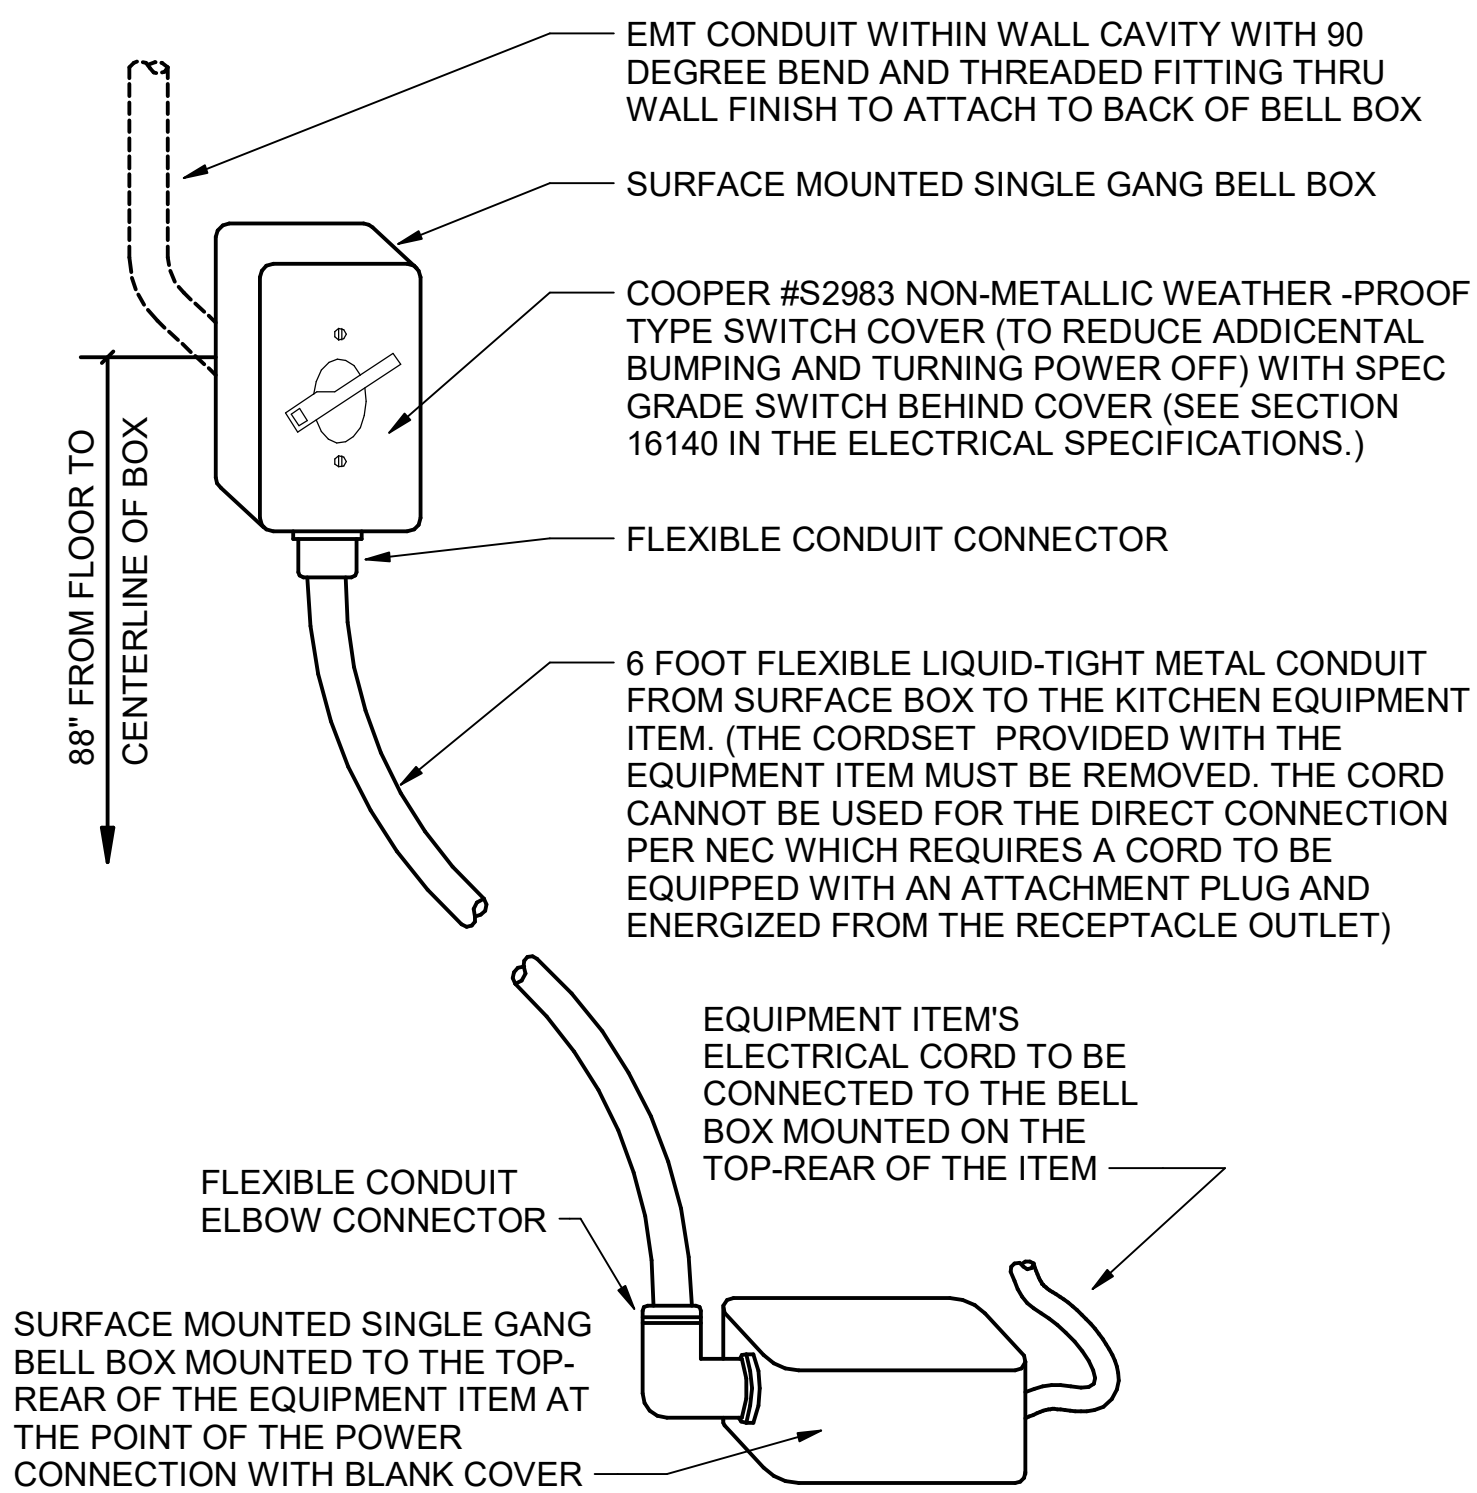 EMT CONDUIT WITHIN WALL CAVITY WITH 90
DEGREE BEND AND THREADED FITTING THRU
WALL FINISH TO ATTACH TO BACK OF BELL BOX
SURFACE MOUNTED SINGLE GANG BELL BOX
COOPER #S2983 NON-METALLIC WEATHER -PROOF
TYPE SWITCH COVER (TO REDUCE ADDICENTAL
BUMPING AND TURNING POWER OFF) WITH SPEC
GRADE SWITCH BEHIND COVER (SEE SECTION
16140 IN THE ELECTRICAL SPECIFICATIONS.)
88" FROM FLOOR TO
CENTERLINE OF BOX
FLEXIBLE CONDUIT CONNECTOR
6 FOOT FLEXIBLE LIQUID-TIGHT METAL CONDUIT
FROM SURFACE BOX TO THE KITCHEN EQUIPMENT
ITEM. (THE CORDSET PROVIDED WITH THE
EQUIPMENT ITEM MUST BE REMOVED. THE CORD
CANNOT BE USED FOR THE DIRECT CONNECTION
PER NEC WHICH REQUIRES A CORD TO BE
EQUIPPED WITH AN ATTACHMENT PLUG AND
ENERGIZED FROM THE RECEPTACLE OUTLET)
EQUIPMENT ITEM'S
ELECTRICAL CORD TO BE
CONNECTED TO THE BELL
BOX MOUNTED ON THE
TOP-REAR OF THE ITEM
FLEXIBLE CONDUIT
ELBOW CONNECTOR
SURFACE MOUNTED SINGLE GANG
BELL BOX MOUNTED TO THE TOP-
REAR OF THE EQUIPMENT ITEM AT
THE POINT OF THE POWER
CONNECTION WITH BLANK COVER